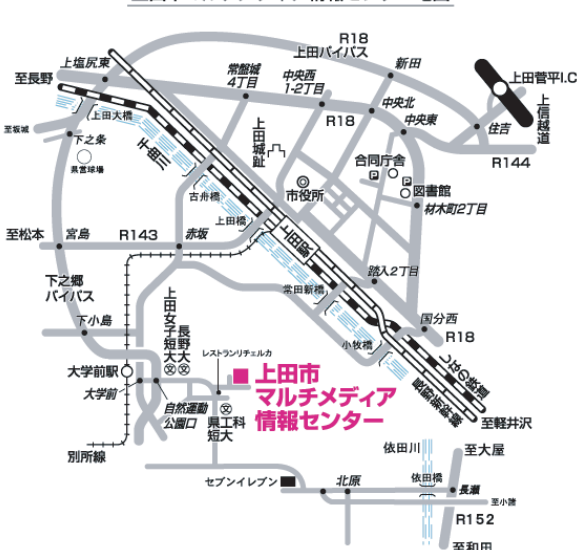 R18
上田バイパス
上塩尻東
至長野
常盤城
4丁目
中央西
1-2丁目
新田
上田菅平I.C
上信越道
上田大橋
R18
中央北
中央東
住吉
至坂城
下之条
県営球場
千曲川
上田城趾
合同庁舎
P
P
R144
市役所
図書館
古舟橋
材木町2丁目
上田橋
至松本
宮島
R143
赤坂
上田駅
下之郷
バイパス
踏入2丁目
常田新橋
国分西
R18
下小島
上田女子短大
長野大
小牧橋
しなの鉄道
長野新幹線
レストランリチェルカ
大学前駅
大学前
上田市
マルチメディア
情報センター
自然運動
公園口
県工科
短大
至軽井沢
別所線
依田川
至大屋
セブンイレブン
北原
依田橋
長瀬
至小諸
R152
至和田